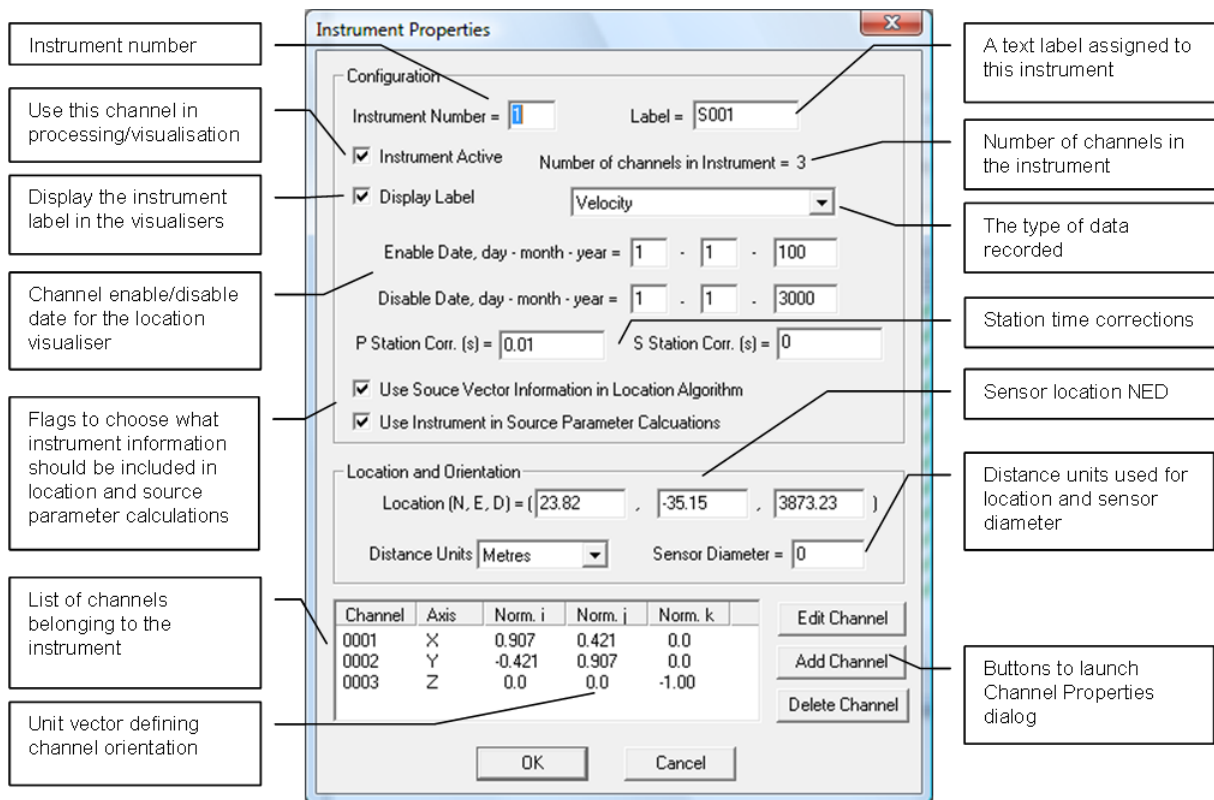 Instrument Properties
Instrument number
Use this channel in
processing/visualisation
Display the instrument
label in the visualisers
Channel enable/disable
date for the location
visualiser
Flags to choose what
instrument information
should be included in
location and source
parameter calculations
List of channels
belonging to the
instrument
Unit vector defining
channel orientation
Configuration
Instrument Number = 1 Label = S001
Instrument Active Number of channels in Instrument = 3
Display Label Velocity
Enable Date, day - month - year = 1 - 1 - 100
Disable Date, day - month - year = 1 - 1 - 3000
P Station Corr. (s) = 0.01 S Station Corr. (s) = 0
Use Souce Vector Information in Location Algorithm
Use Instrument in Source Parameter Calcuations
Location and Orientation
Location (N, E, D) = ( 23.82 , -35.15 , 3873.23 )
Distance Units Metres Sensor Diameter = 0
Channel Axis Norm. i Norm. j Norm. k
0001 X 0.907 0.421 0.0
0002 Y -0.421 0.907 0.0
0003 Z 0.0 0.0 -1.00
Edit Channel
Add Channel
Delete Channel
OK Cancel
A text label assigned to
this instrument
Number of channels in
the instrument
The type of data
recorded
Station time corrections
Sensor location NED
Distance units used for
location and sensor
diameter
Buttons to launch
Channel Properties
dialog